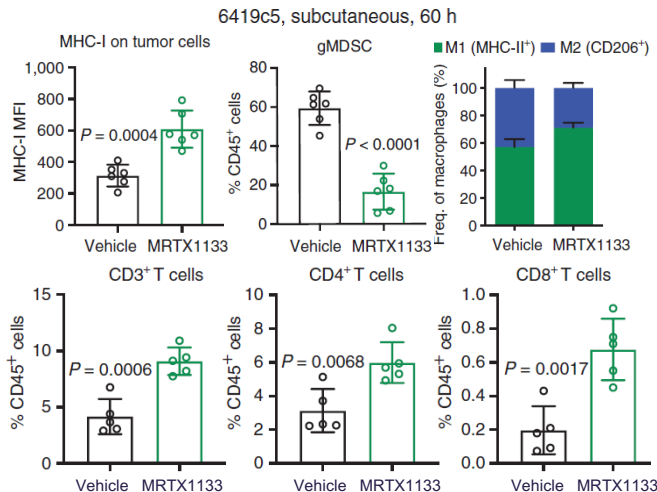 6419c5, subcutaneous, 60 h
MHC-I on tumor cells
MHC-I MFI
1,000
800
600
400
200
0
P = 0.0004
Vehicle MRTX1133
gMDSC
% CD45⁺ cells
80
60
40
20
0
P < 0.0001
Vehicle MRTX1133
M1 (MHC-II⁺) M2 (CD206⁺)
Freq. of macrophages (%)
100
80
60
40
20
0
Vehicle MRTX1133
CD3⁺ T cells
% CD45⁺ cells
15
10
5
0
P = 0.0006
Vehicle MRTX1133
CD4⁺ T cells
% CD45⁺ cells
10
8
6
4
2
0
P = 0.0068
Vehicle MRTX1133
CD8⁺ T cells
% CD45⁺ cells
1.0
0.8
0.6
0.4
0.2
0
P = 0.0017
Vehicle MRTX1133